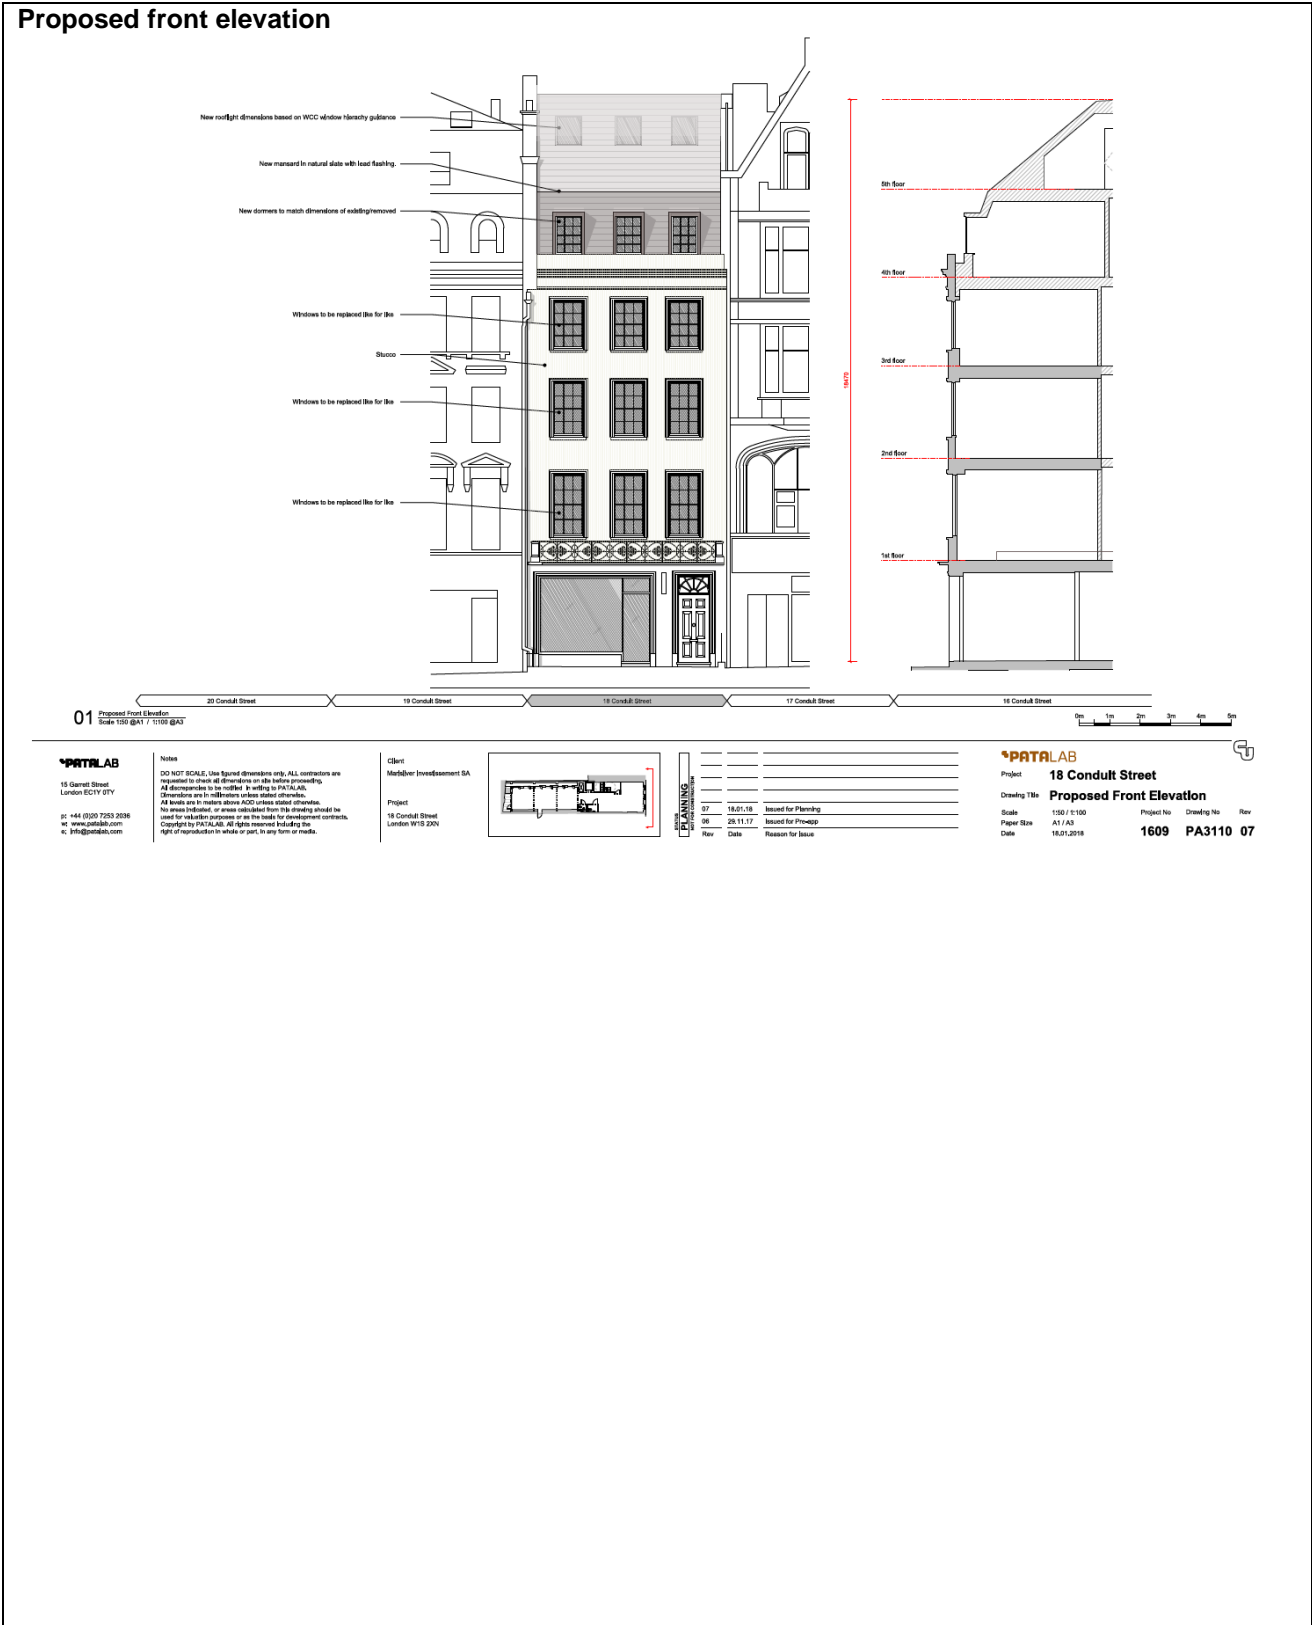 Proposed front elevation
New rooflight dimensions based on WCC window hierachy guidance
New mansard in natural slate with lead flashing.
New dormers to match dimensions of existing/removed
Windows to be replaced like for like
Stucco
Windows to be replaced like for like
Windows to be replaced like for like
18470
5th floor
4th floor
3rd floor
2nd floor
1st floor
20 Conduit Street
19 Conduit Street
18 Conduit Street
17 Conduit Street
16 Conduit Street
01
Proposed Front Elevation
Scale 1:50 @A1 / 1:100 @A3
0m 1m 2m 3m 4m 5m
PATALAB
15 Garrett Street
London EC1Y 0TY
p: +44 (0)20 7253 2036
w: www.patalab.com
e: info@patalab.com
Notes
DO NOT SCALE, Use figured dimensions only, ALL contractors are
requested to check all dimensions on site before proceeding.
All discrepancies to be notified in writing to PATALAB.
Dimensions are in millimeters unless stated otherwise.
All levels are in meters above AOD unless stated otherwise.
No areas indicated, or areas calculated from this drawing should be
used for valuation purposes or as the basis for development contracts.
Copyright by PATALAB. All rights reserved including the
right of reproduction in whole or part, in any form or media.
Client
Project
18 Conduit Street
London W1S 2XN
STATUS
PLANNING
NOT FOR CONSTRUCTION
07 18.01.18 Issued for Planning
06 29.11.17 Issued for Pre-app
Rev Date Reason for Issue
PATALAB
Project 18 Conduit Street
Drawing Title Proposed Front Elevation
Scale 1:50 / 1:100
Paper Size A1 / A3
Date 18.01.2018
Project No Drawing No Rev
1609 PA3110 07